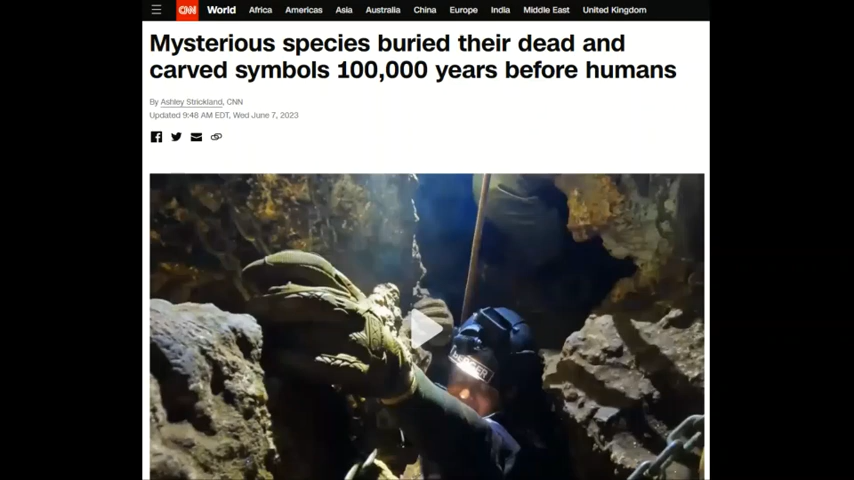 CNN World Africa Americas Asia Australia China Europe India Middle East United Kingdom
Mysterious species buried their dead and
carved symbols 100,000 years before humans
By Ashley Strickland, CNN
Updated 9:48 AM EDT, Wed June 7, 2023